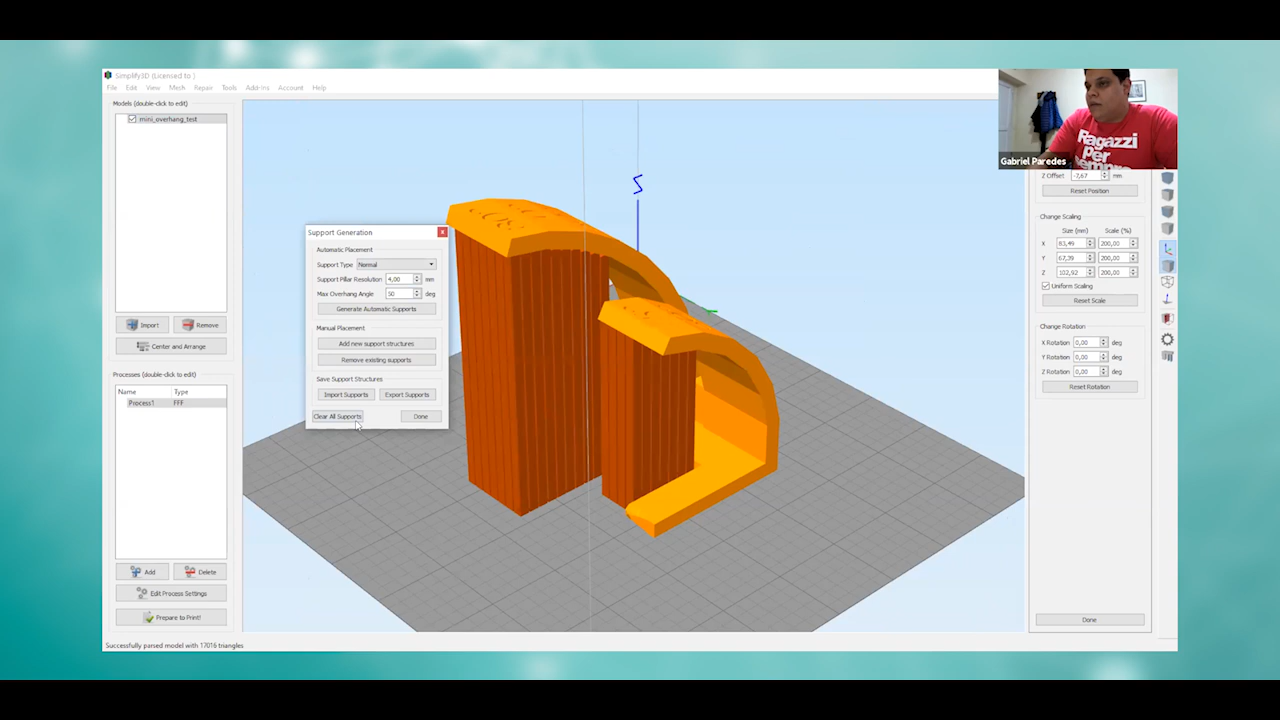 Simplify3D (Licensed to )
File Edit View Mesh Repair Tools Add-Ins Account Help
Models (double-click to edit)
mini_overhang_test
Import Remove
Center and Arrange
Processes (double-click to edit)
Name Type
Process1 FFF
Add Delete
Edit Process Settings
Prepare to Print!
Successfully parsed model with 17016 triangles
Support Generation
Automatic Placement
Support Type Normal
Support Pillar Resolution 4,00 mm
Max Overhang Angle 50 deg
Generate Automatic Supports
Manual Placement
Add new support structures
Remove existing supports
Save Support Structures
Import Supports Export Supports
Clear All Supports Done
Ragazzi
Per
Gabriel Paredes
Z Offset -7,67 mm
Reset Position
Change Scaling
Size (mm) Scale (%)
X 83,49 200,00
Y 67,39 200,00
Z 102,92 200,00
Uniform Scaling
Reset Scale
Change Rotation
X Rotation 0,00 deg
Y Rotation 0,00 deg
Z Rotation 0,00 deg
Reset Rotation
Done